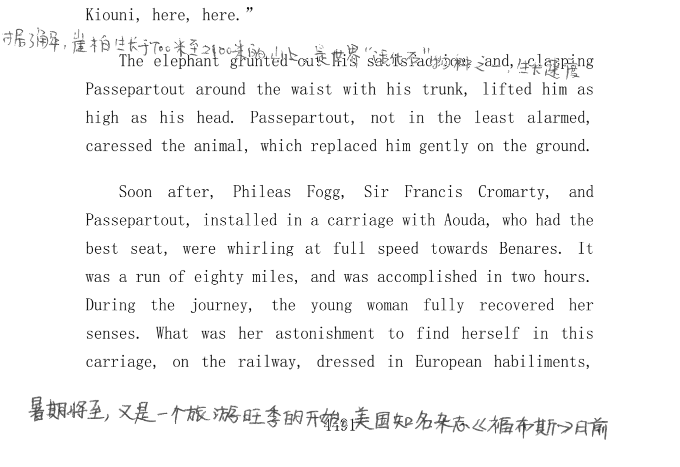 Kiouni, here, here.”
据了解，崖柏生长于700米至2100米的山上，是世界“活化石”物种之一，生长速度
The elephant grunted out his satisfaction, and, clasping
Passepartout around the waist with his trunk, lifted him as
high as his head. Passepartout, not in the least alarmed,
caressed the animal, which replaced him gently on the ground.
Soon after, Phileas Fogg, Sir Francis Cromarty, and
Passepartout, installed in a carriage with Aouda, who had the
best seat, were whirling at full speed towards Benares. It
was a run of eighty miles, and was accomplished in two hours.
During the journey, the young woman fully recovered her
senses. What was her astonishment to find herself in this
carriage, on the railway, dressed in European habiliments,
暑期将至，又是一个旅游旺季的开始。美国知名杂志《福布斯》日前